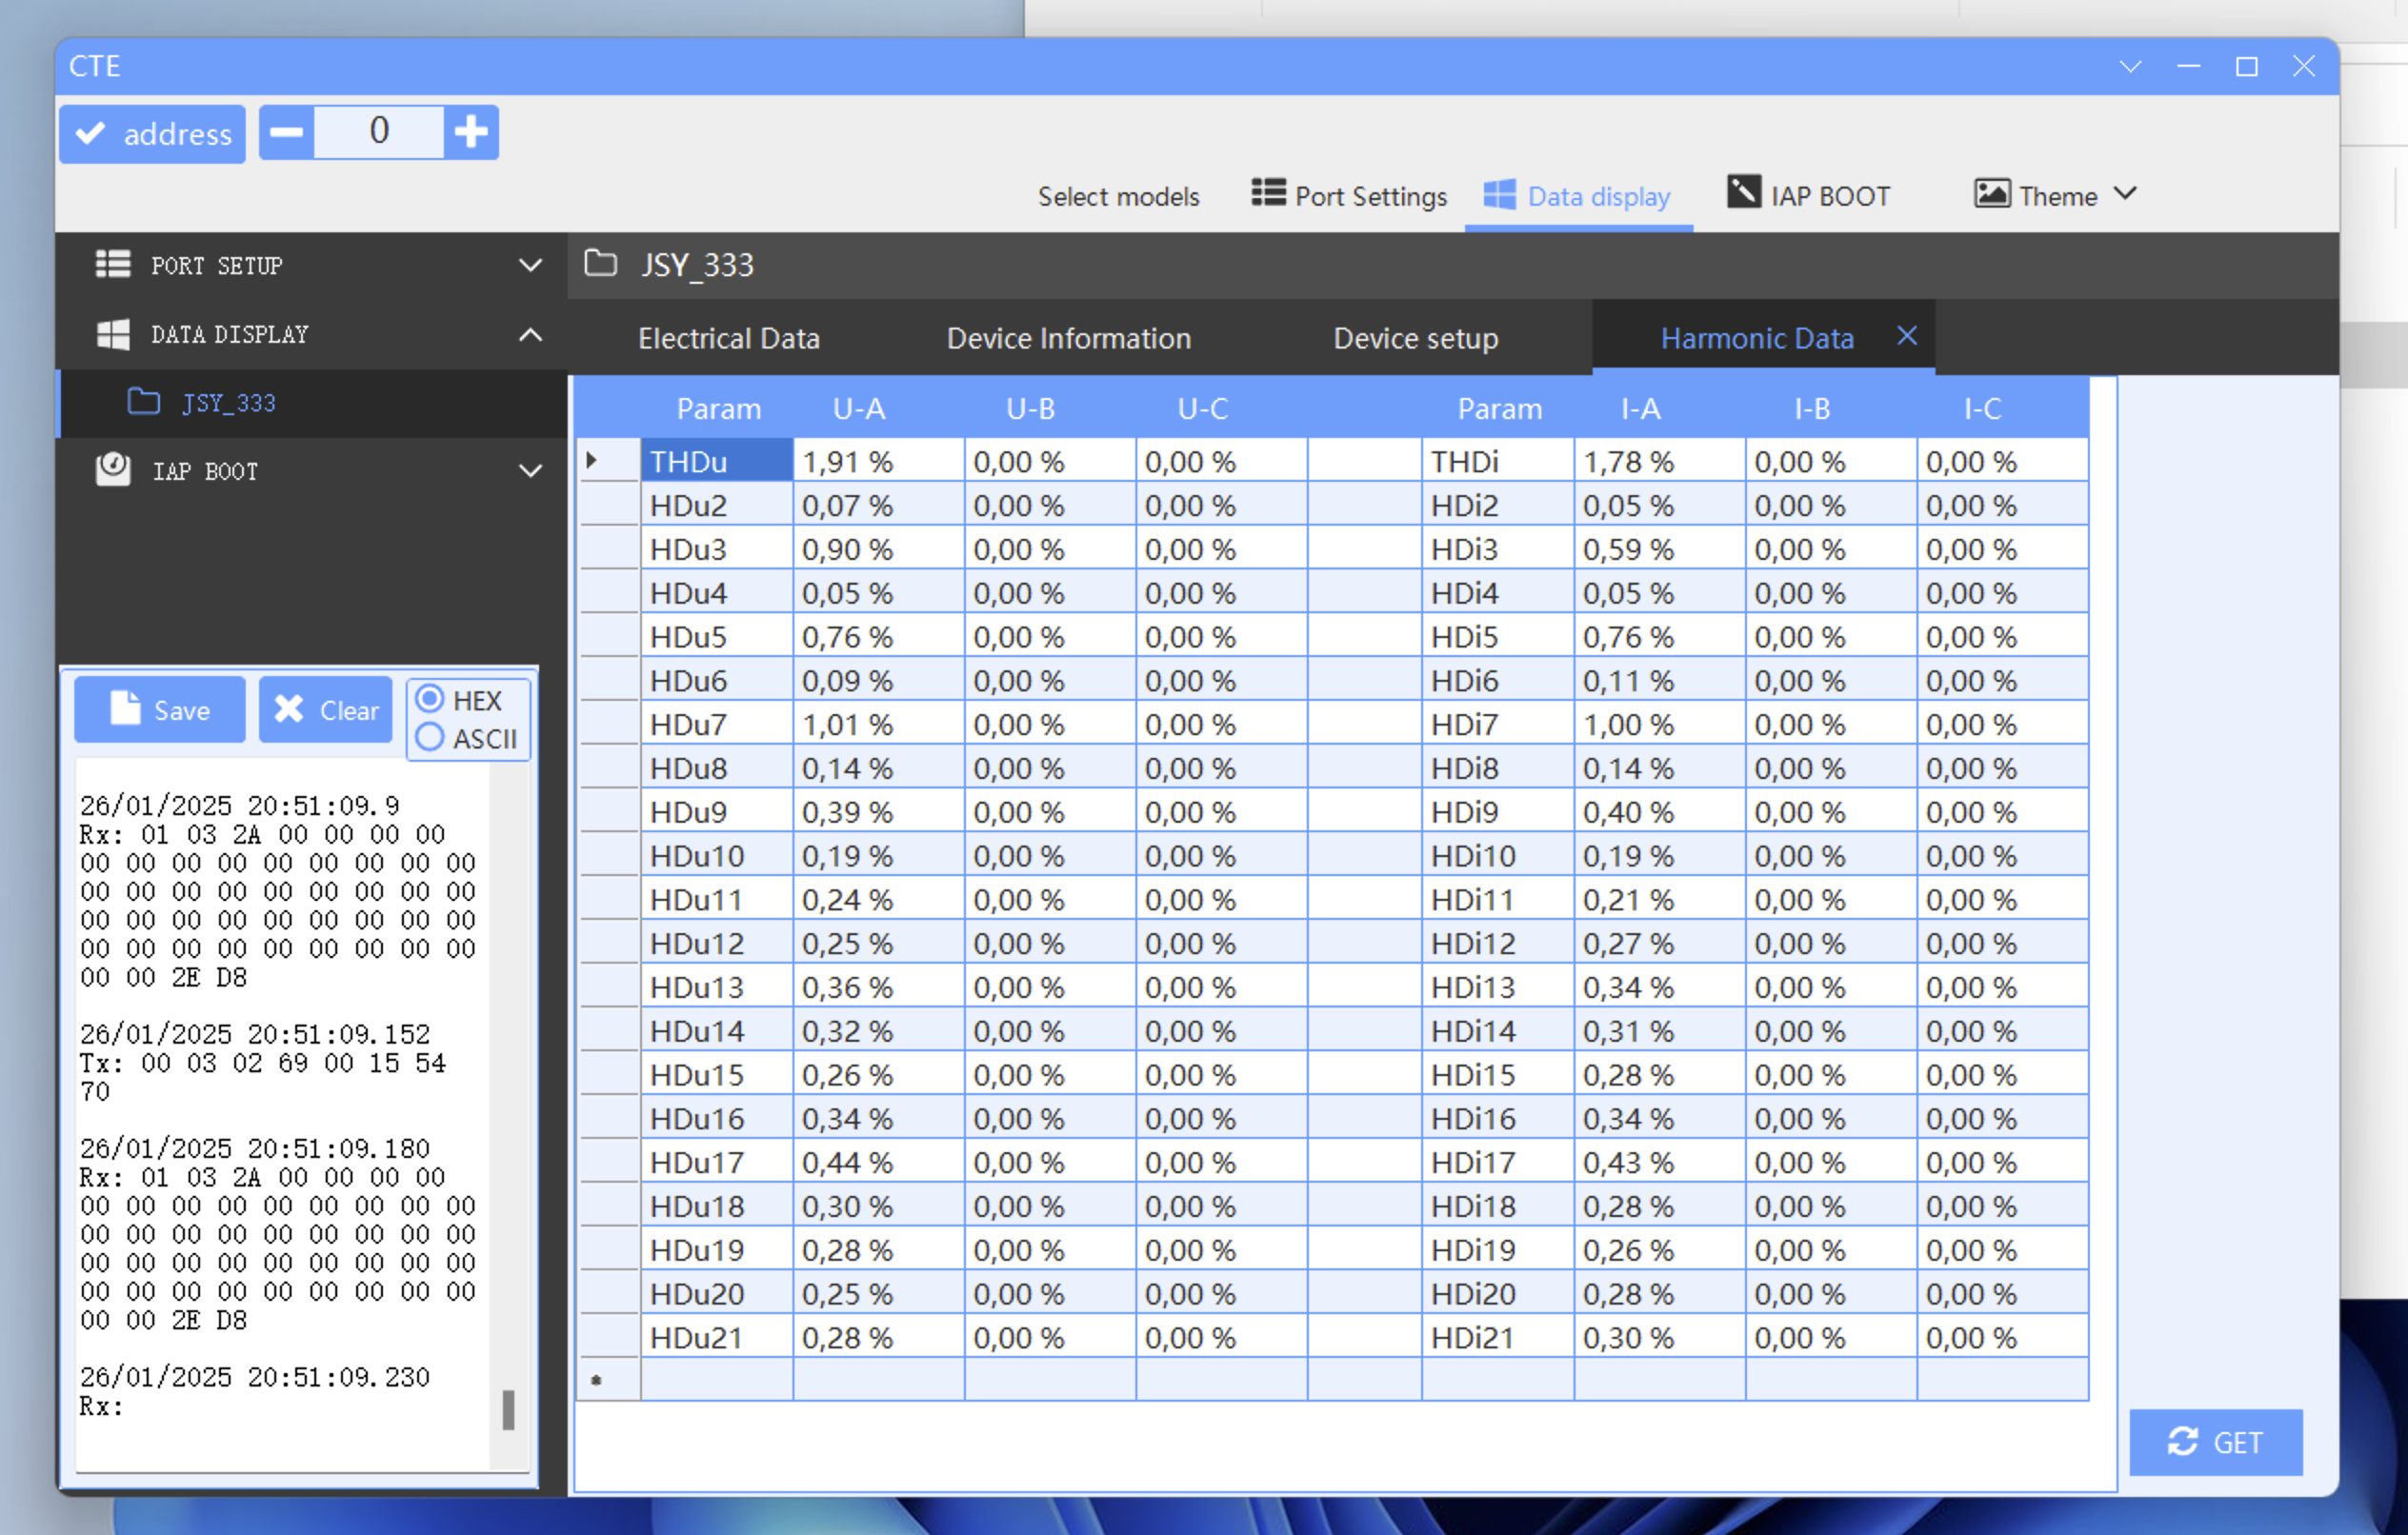 CTE
address 0
Select models Port Settings Data display IAP BOOT Theme
PORT SETUP
DATA DISPLAY
JSY_333
IAP BOOT
Save Clear HEX
ASCII
26/01/2025 20:51:09.9
Rx: 01 03 2A 00 00 00 00
00 00 00 00 00 00 00 00 00
00 00 00 00 00 00 00 00 00
00 00 00 00 00 00 00 00 00
00 00 00 00 00 00 00 00 00
00 00 2E D8
26/01/2025 20:51:09.152
Tx: 00 03 02 69 00 15 54
70
26/01/2025 20:51:09.180
Rx: 01 03 2A 00 00 00 00
00 00 00 00 00 00 00 00 00
00 00 00 00 00 00 00 00 00
00 00 00 00 00 00 00 00 00
00 00 00 00 00 00 00 00 00
00 00 2E D8
26/01/2025 20:51:09.230
Rx:
JSY_333
Electrical Data Device Information Device setup Harmonic Data
Param U-A U-B U-C Param I-A I-B I-C
THDu 1,91 % 0,00 % 0,00 % THDi 1,78 % 0,00 % 0,00 %
HDu2 0,07 % 0,00 % 0,00 % HDi2 0,05 % 0,00 % 0,00 %
HDu3 0,90 % 0,00 % 0,00 % HDi3 0,59 % 0,00 % 0,00 %
HDu4 0,05 % 0,00 % 0,00 % HDi4 0,05 % 0,00 % 0,00 %
HDu5 0,76 % 0,00 % 0,00 % HDi5 0,76 % 0,00 % 0,00 %
HDu6 0,09 % 0,00 % 0,00 % HDi6 0,11 % 0,00 % 0,00 %
HDu7 1,01 % 0,00 % 0,00 % HDi7 1,00 % 0,00 % 0,00 %
HDu8 0,14 % 0,00 % 0,00 % HDi8 0,14 % 0,00 % 0,00 %
HDu9 0,39 % 0,00 % 0,00 % HDi9 0,40 % 0,00 % 0,00 %
HDu10 0,19 % 0,00 % 0,00 % HDi10 0,19 % 0,00 % 0,00 %
HDu11 0,24 % 0,00 % 0,00 % HDi11 0,21 % 0,00 % 0,00 %
HDu12 0,25 % 0,00 % 0,00 % HDi12 0,27 % 0,00 % 0,00 %
HDu13 0,36 % 0,00 % 0,00 % HDi13 0,34 % 0,00 % 0,00 %
HDu14 0,32 % 0,00 % 0,00 % HDi14 0,31 % 0,00 % 0,00 %
HDu15 0,26 % 0,00 % 0,00 % HDi15 0,28 % 0,00 % 0,00 %
HDu16 0,34 % 0,00 % 0,00 % HDi16 0,34 % 0,00 % 0,00 %
HDu17 0,44 % 0,00 % 0,00 % HDi17 0,43 % 0,00 % 0,00 %
HDu18 0,30 % 0,00 % 0,00 % HDi18 0,28 % 0,00 % 0,00 %
HDu19 0,28 % 0,00 % 0,00 % HDi19 0,26 % 0,00 % 0,00 %
HDu20 0,25 % 0,00 % 0,00 % HDi20 0,28 % 0,00 % 0,00 %
HDu21 0,28 % 0,00 % 0,00 % HDi21 0,30 % 0,00 % 0,00 %
GET